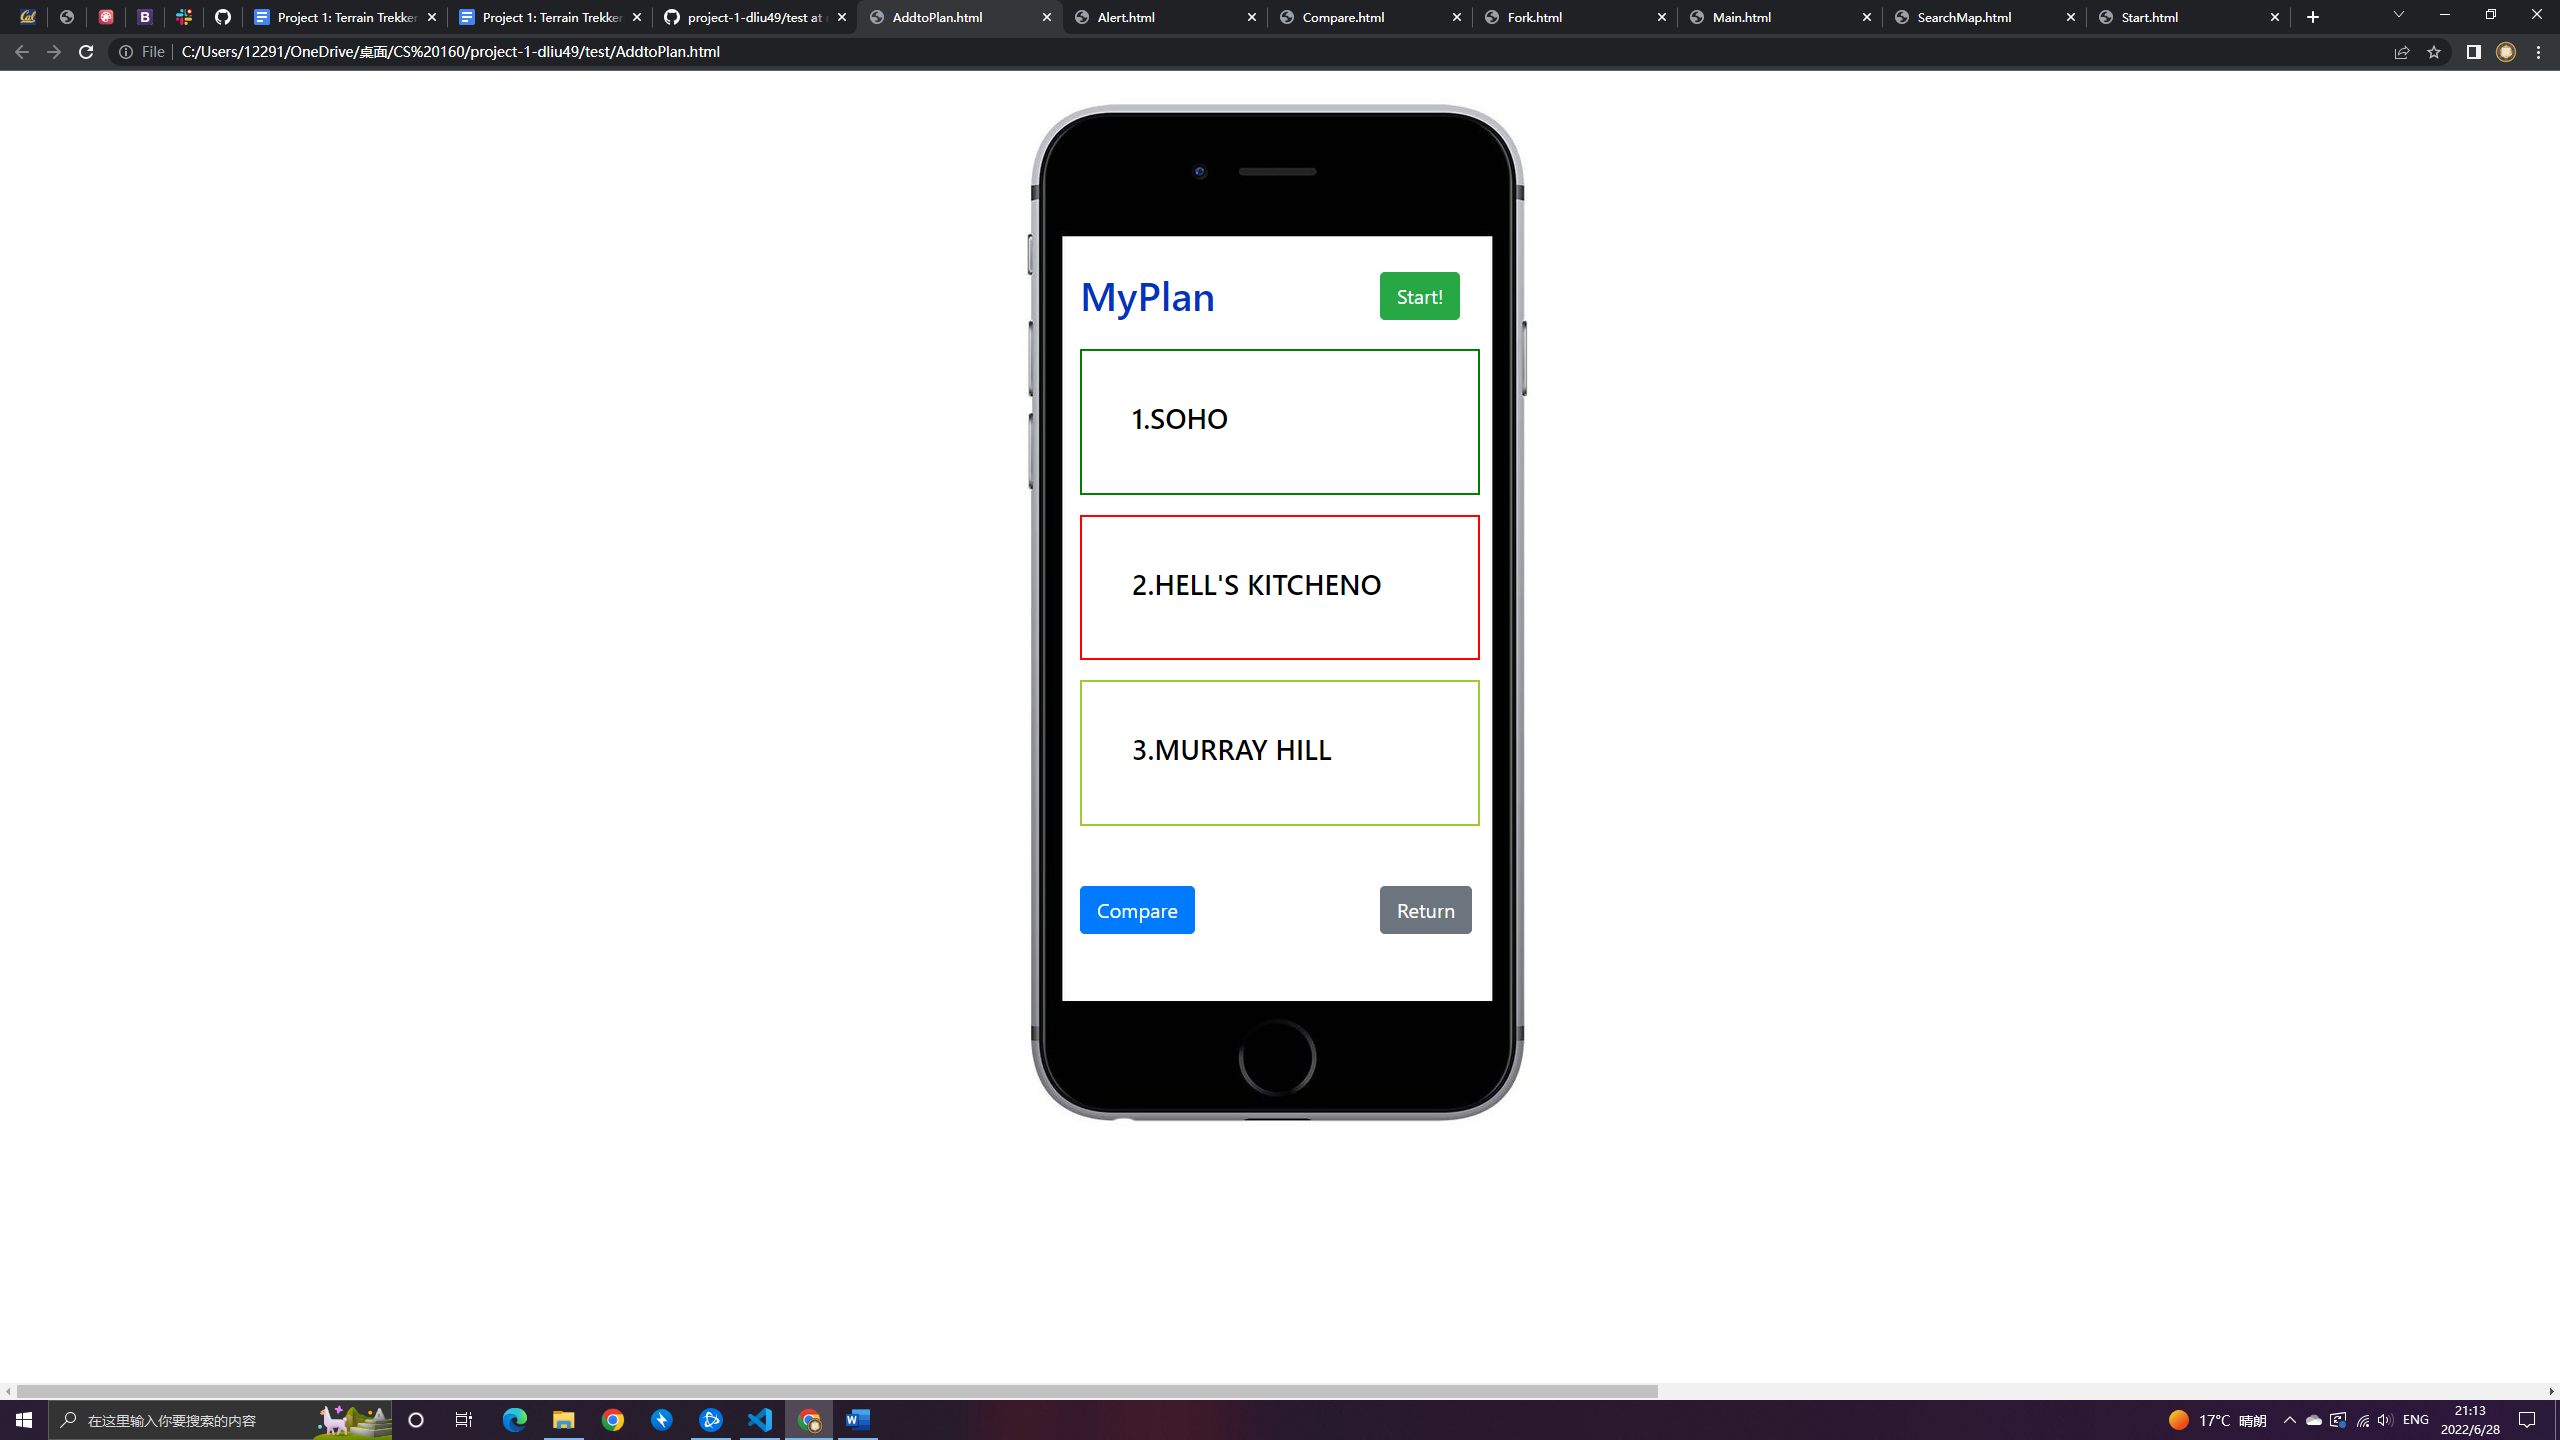 Project 1: Terrain Trekker
Project 1: Terrain Trekker
project-1-dliu49/test at
AddtoPlan.html
Alert.html
Compare.html
Fork.html
Main.html
SearchMap.html
Start.html
File
C:/Users/12291/OneDrive/桌面/CS%20160/project-1-dliu49/test/AddtoPlan.html
MyPlan
Start!
1.SOHO
2.HELL'S KITCHENO
3.MURRAY HILL
Compare
Return
在这里输入你要搜索的内容
17°C 晴朗
ENG
21:13
2022/6/28